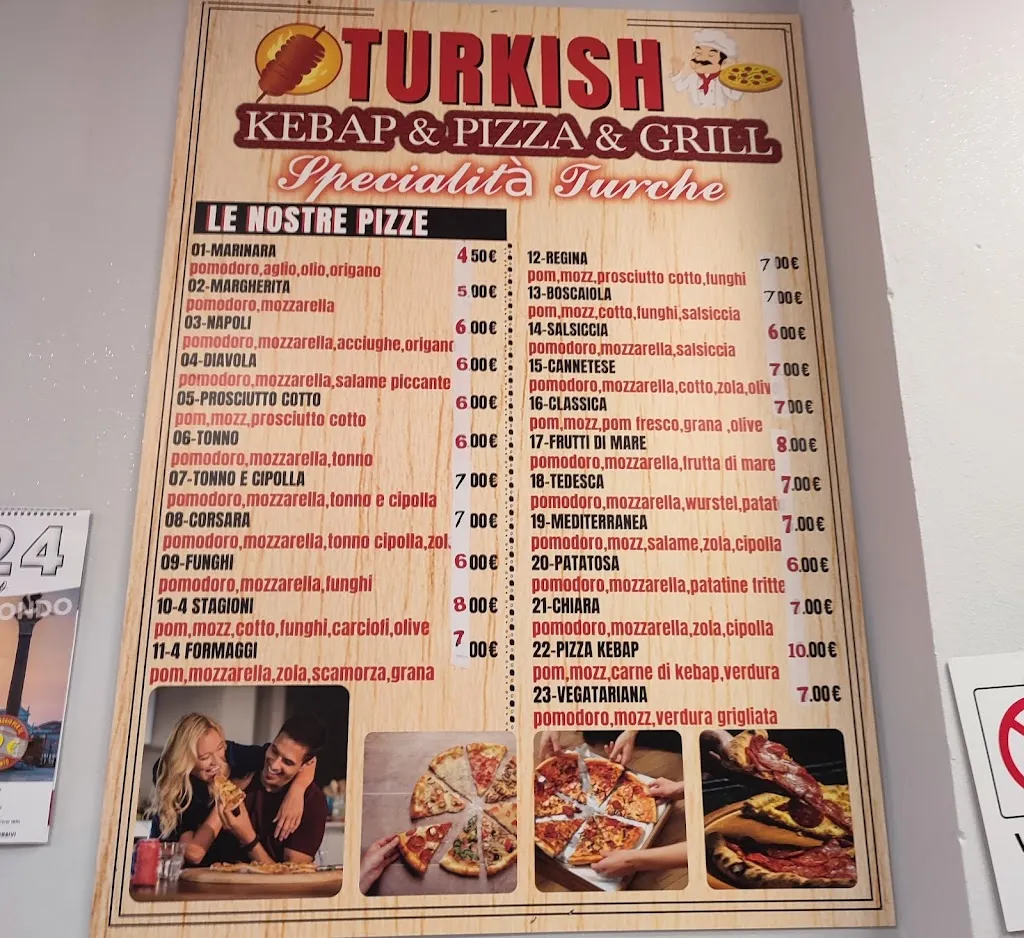 TURKISH
KEBAP & PIZZA & GRILL
Specialità Turche
LE NOSTRE PIZZE
01-MARINARA 4 50€
pomodoro,aglio,olio,origano
02-MARGHERITA 5.00€
pomodoro,mozzarella
03-NAPOLI 6 00€
pomodoro,mozzarella,acciughe,origano
04-DIAVOLA 6.00€
pomodoro,mozzarella,salame piccante
05-PROSCIUTTO COTTO 6.00€
pom,mozz,prosciutto cotto
06-TONNO 6.00€
pomodoro,mozzarella,tonno
07-TONNO E CIPOLLA 7 00€
pomodoro,mozzarella,tonno e cipolla
08-CORSARA 7 00€
pomodoro,mozzarella,tonno cipolla,zol
09-FUNGHI 6 00€
pomodoro,mozzarella,funghi
10-4 STAGIONI 8 00€
pom,mozz,cotto,funghi,carciofi,olive
11-4 FORMAGGI 7 00€
pom,mozzarella,zola,scamorza,grana
12-REGINA 7 00€
pom,mozz,prosciutto cotto,funghi
13-BOSCAIOLA 7 00€
pom,mozz,cotto,funghi,salsiccia
14-SALSICCIA 6 00€
pomodoro,mozzarella,salsiccia
15-CANNETESE 7 00€
pomodoro,mozzarella,cotto,zola,oliv
16-CLASSICA 7 00€
pom,mozz,pom fresco,grana ,olive
17-FRUTTI DI MARE 8.00€
pomodoro,mozzarella,frutta di mare
18-TEDESCA 7.00€
pomodoro,mozzarella,wurstel,patat
19-MEDITERRANEA 7.00€
pomodoro,mozz,salame,zola,cipolla
20-PATATOSA 6.00€
pomodoro,mozzarella,patatine fritte
21-CHIARA 7.00€
pomodoro,mozzarella,zola,cipolla
22-PIZZA KEBAP 10.00€
pom,mozz,carne di kebap,verdura
23-VEGATARIANA 7.00€
pomodoro,mozz,verdura grigliata
24
ONDO